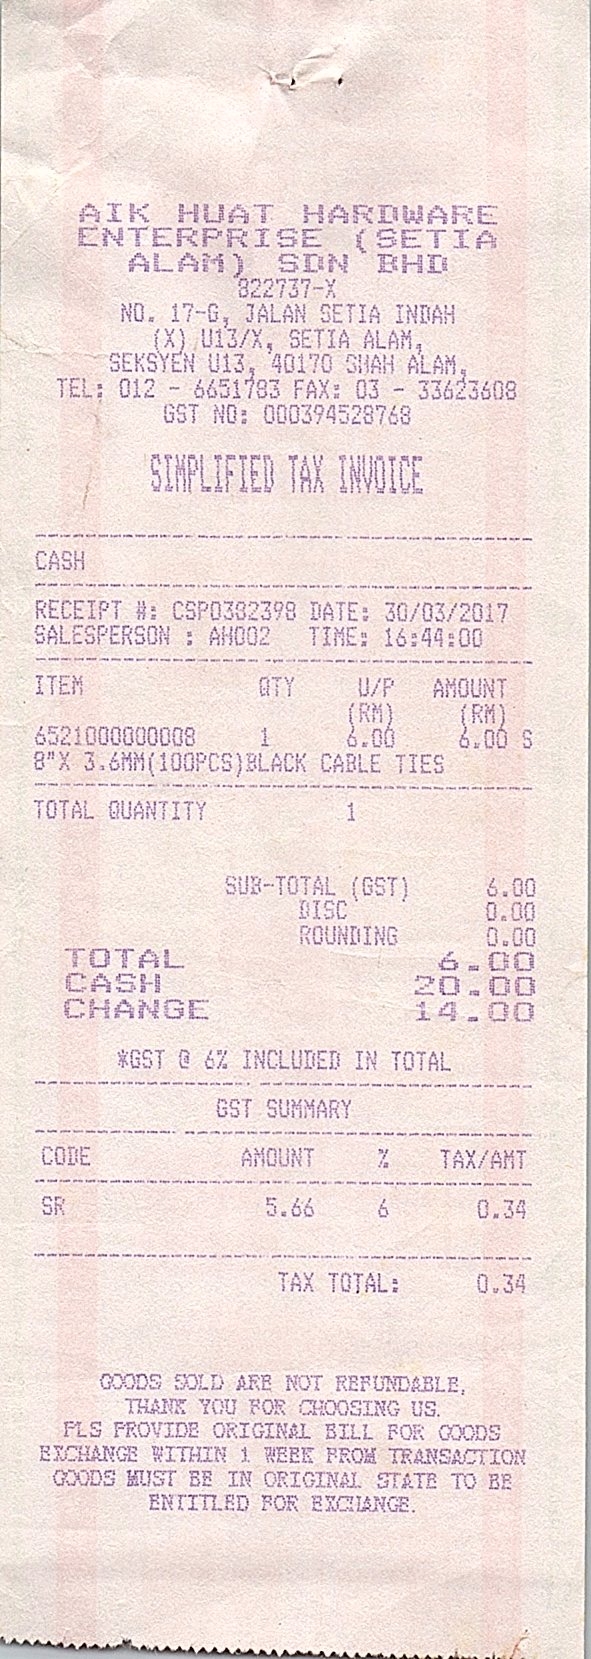 AIK HUAT HARDWARE
ENTERPRISE (SETIA
ALAM) SDN BHD
822737-X
NO. 17-G, JALAN SETIA INDAH
(X) U13/X, SETIA ALAM,
SEKSYEN U13, 40170 SHAH ALAM,
TEL: 012 - 6651783 FAX: 03 - 33623608
GST NO: 000394528768
SIMPLIFIED TAX INVOICE
CASH
RECEIPT #: CSP0382398 DATE: 30/03/2017
SALESPERSON : AH002 TIME: 16:44:00
ITEM QTY U/P AMOUNT
(RM) (RM)
6521000000008 1 6.00 6.00 S
8"X 3.6MM(100PCS)BLACK CABLE TIES
TOTAL QUANTITY 1
SUB-TOTAL (GST) 6.00
DISC 0.00
ROUNDING 0.00
TOTAL 6.00
CASH 20.00
CHANGE 14.00
*GST @ 6% INCLUDED IN TOTAL
GST SUMMARY
CODE AMOUNT % TAX/AMT
SR 5.66 6 0.34
TAX TOTAL: 0.34
GOODS SOLD ARE NOT REFUNDABLE,
THANK YOU FOR CHOOSING US.
PLS PROVIDE ORIGINAL BILL FOR GOODS
EXCHANGE WITHIN 1 WEEK FROM TRANSACTION
GOODS MUST BE IN ORIGINAL STATE TO BE
ENTITLED FOR EXCHANGE.